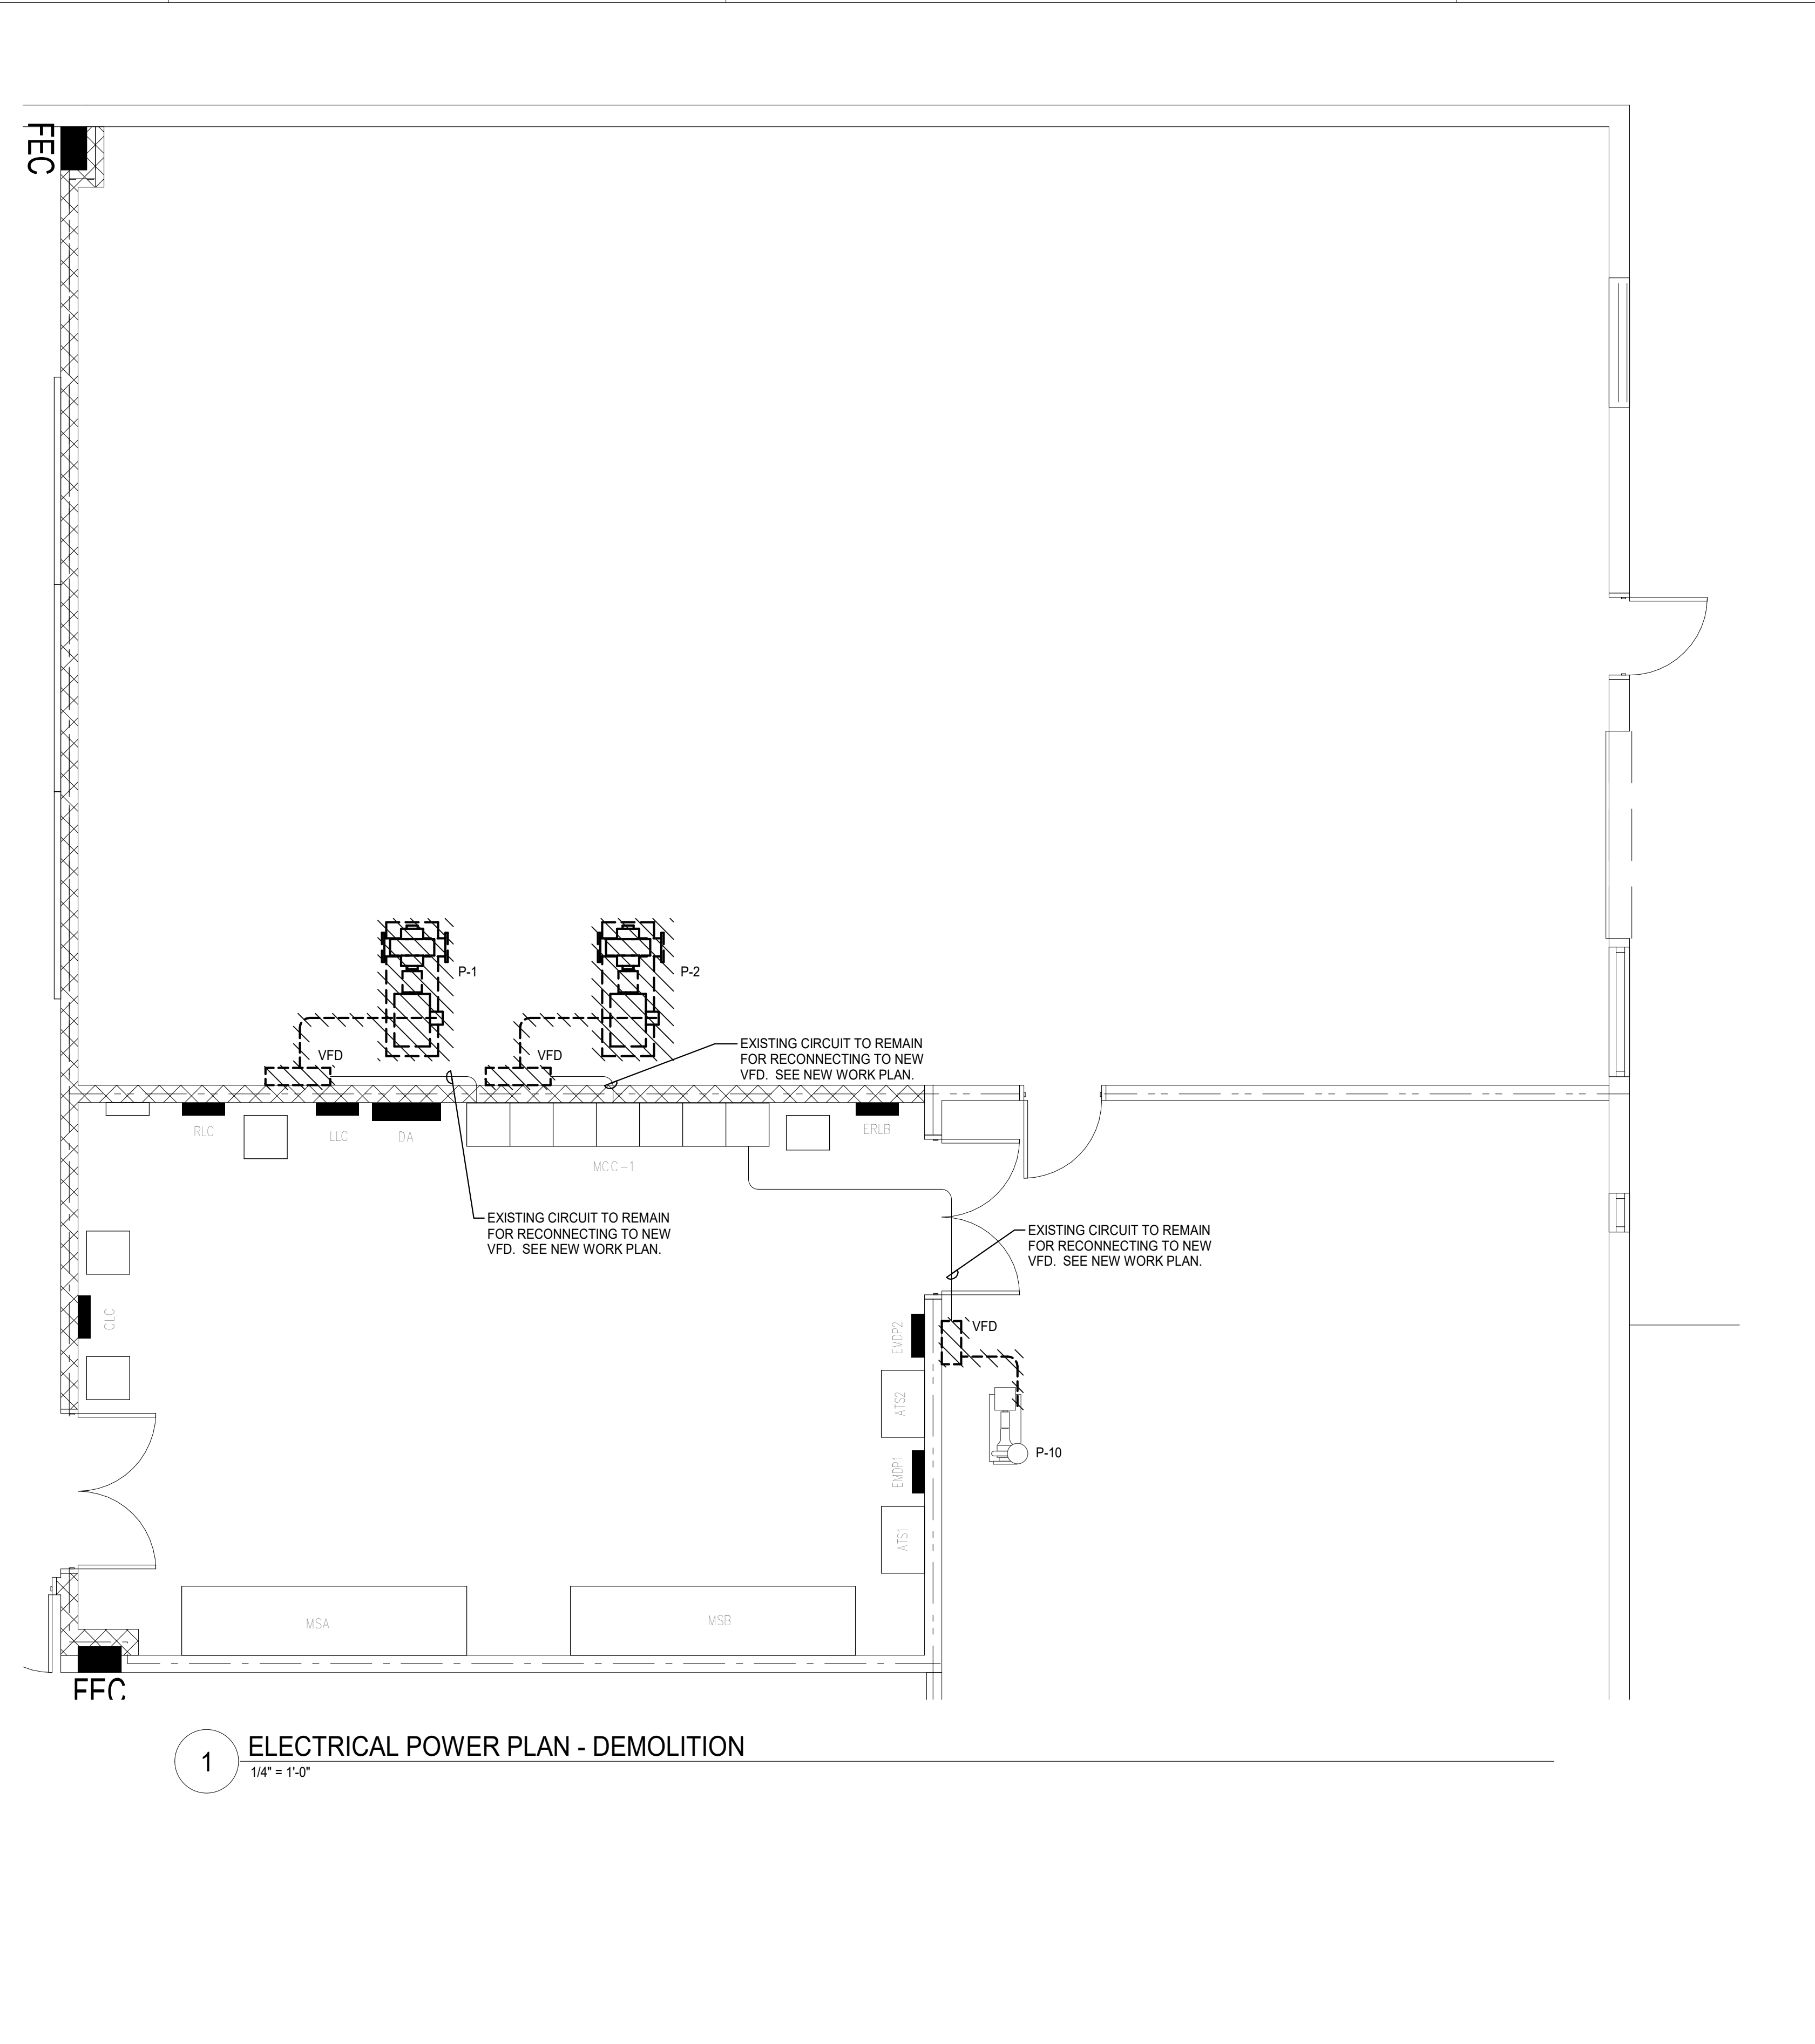 FEC
P-1
P-2
VFD
VFD
EXISTING CIRCUIT TO REMAIN
FOR RECONNECTING TO NEW
VFD.  SEE NEW WORK PLAN.
RLC
LLC
DA
MCC-1
ERLB
EXISTING CIRCUIT TO REMAIN
FOR RECONNECTING TO NEW
VFD.  SEE NEW WORK PLAN.
EXISTING CIRCUIT TO REMAIN
FOR RECONNECTING TO NEW
VFD.  SEE NEW WORK PLAN.
CLC
EMDP2
VFD
ATS2
P-10
EMDP1
ATS1
MSA
MSB
FEC
1
ELECTRICAL POWER PLAN - DEMOLITION
1/4" = 1'-0"